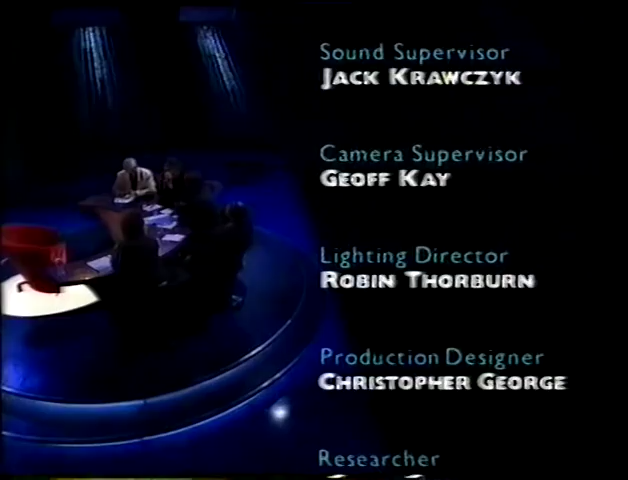 Sound Supervisor
JACK KRAWCZYK
Camera Supervisor
GEOFF KAY
Lighting Director
ROBIN THORBURN
Production Designer
CHRISTOPHER GEORGE
Researcher